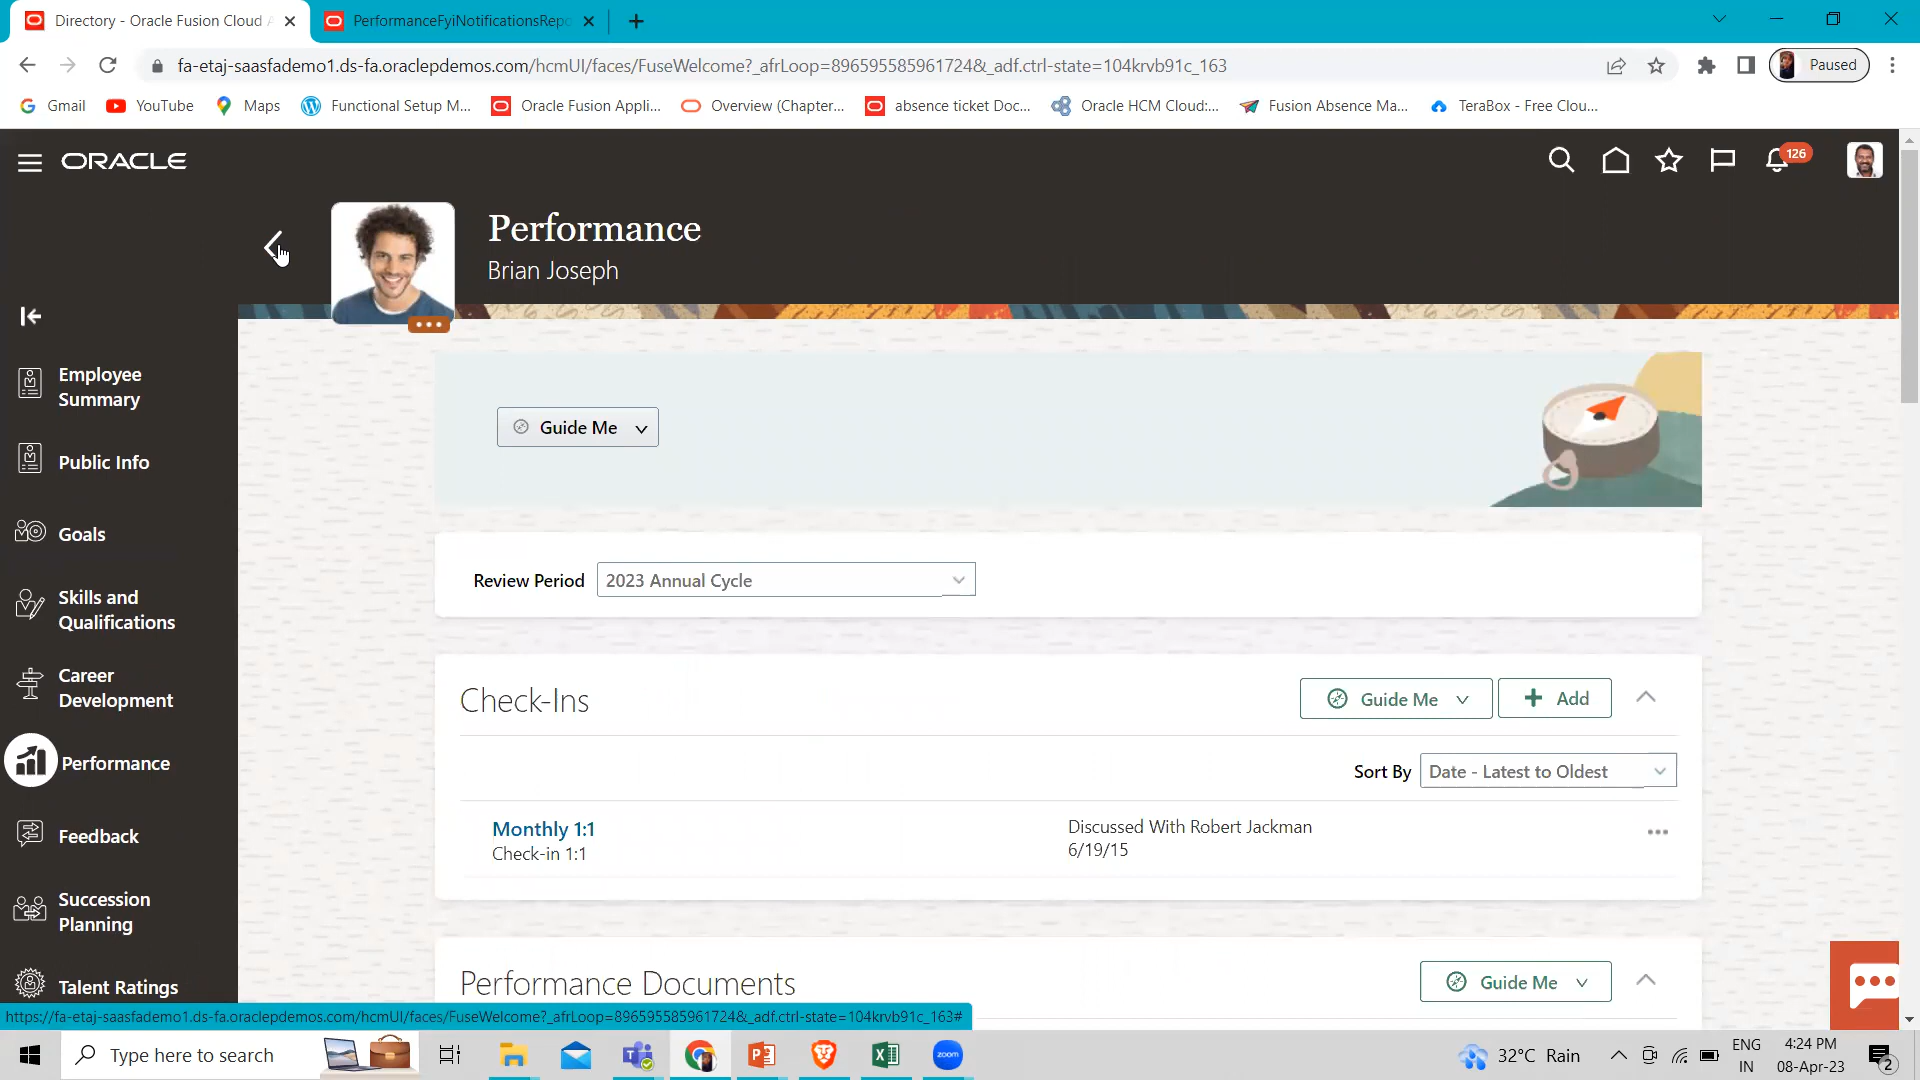 Directory - Oracle Fusion Cloud A
PerformanceFyiNotificationsRepo
fa-etaj-saasfademo1.ds-fa.oraclepdemos.com/hcmUI/faces/FuseWelcome?_afrLoop=896595585961724&_adf.ctrl-state=104krvb91c_163
Paused
Gmail
YouTube
Maps
Functional Setup M...
Oracle Fusion Appli...
Overview (Chapter...
absence ticket Doc...
Oracle HCM Cloud:...
Fusion Absence Ma...
TeraBox - Free Clou...
ORACLE
126
Performance
Brian Joseph
Employee
Summary
Public Info
Goals
Skills and
Qualifications
Career
Development
Performance
Feedback
Succession
Planning
Talent Ratings
Guide Me
Review Period
2023 Annual Cycle
Check-Ins
Guide Me
Add
Sort By
Date - Latest to Oldest
Monthly 1:1
Check-in 1:1
Discussed With Robert Jackman
6/19/15
Performance Documents
Guide Me
https://fa-etaj-saasfademo1.ds-fa.oraclepdemos.com/hcmUI/faces/FuseWelcome?_afrLoop=896595585961724&_adf.ctrl-state=104krvb91c_163#
Type here to search
zoom
32°C Rain
ENG
IN
4:24 PM
08-Apr-23
2